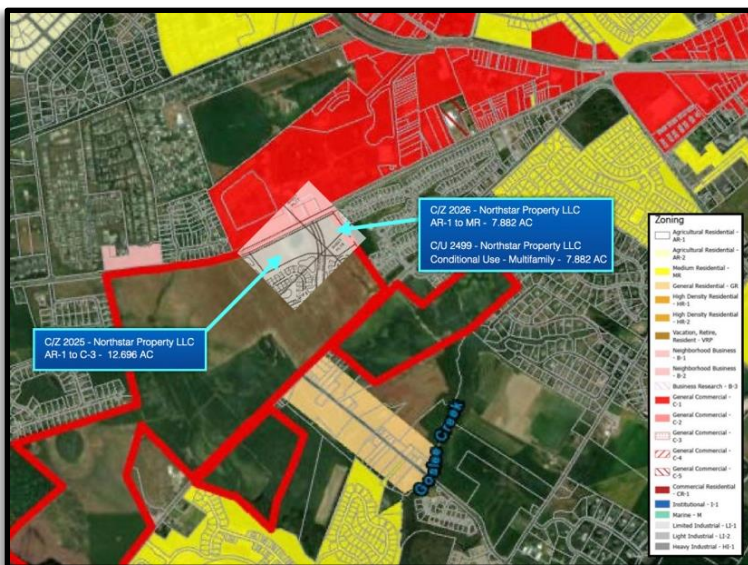 C/Z 2026 - Northstar Property LLC
AR-1 to MR - 7.882 AC
C/U 2499 - Northstar Property LLC
Conditional Use - Multifamily - 7.882 AC
C/Z 2025 - Northstar Property LLC
AR-1 to C-3 - 12.696 AC
Goslee Creek
Zoning
Agricultural Residential -
AR-1
Agricultural Residential -
AR-2
Medium Residential -
MR
General Residential - GR
High Density Residential
- HR-1
High Density Residential
- HR-2
Vacation, Retire,
Resident - VRP
Neighborhood Business
- B-1
Neighborhood Business
- B-2
Business Research - B-3
General Commercial -
C-1
General Commercial -
C-2
General Commercial -
C-3
General Commercial -
C-4
General Commercial -
C-5
Commercial Residential
- CR-1
Institutional - I-1
Marine - M
Limited Industrial - LI-1
Light Industrial - LI-2
Heavy Industrial - HI-1